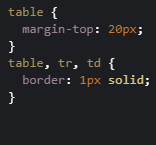 table {
  margin-top: 20px;
}
table, tr, td {
  border: 1px solid;
}